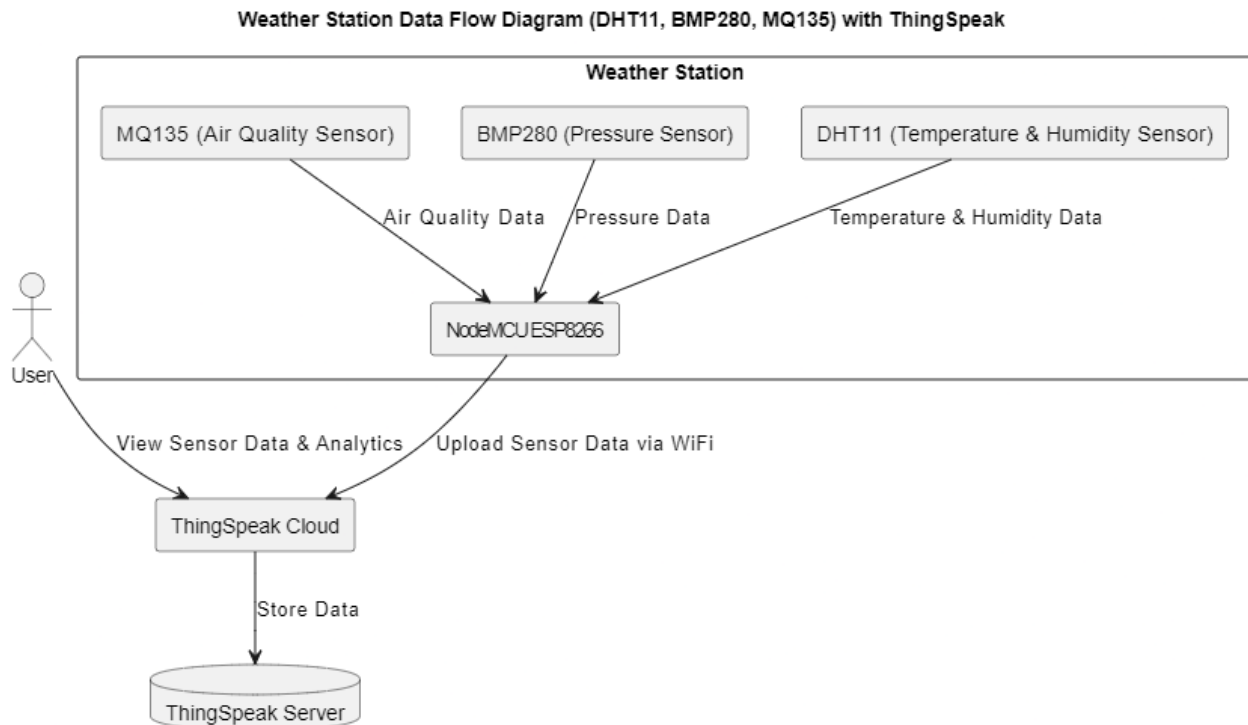 Weather Station Data Flow Diagram (DHT11, BMP280, MQ135) with ThingSpeak
Weather Station
MQ135 (Air Quality Sensor)
BMP280 (Pressure Sensor)
DHT11 (Temperature & Humidity Sensor)
Air Quality Data
Pressure Data
Temperature & Humidity Data
NodeMCU ESP8266
User
View Sensor Data & Analytics
Upload Sensor Data via WiFi
ThingSpeak Cloud
Store Data
ThingSpeak Server